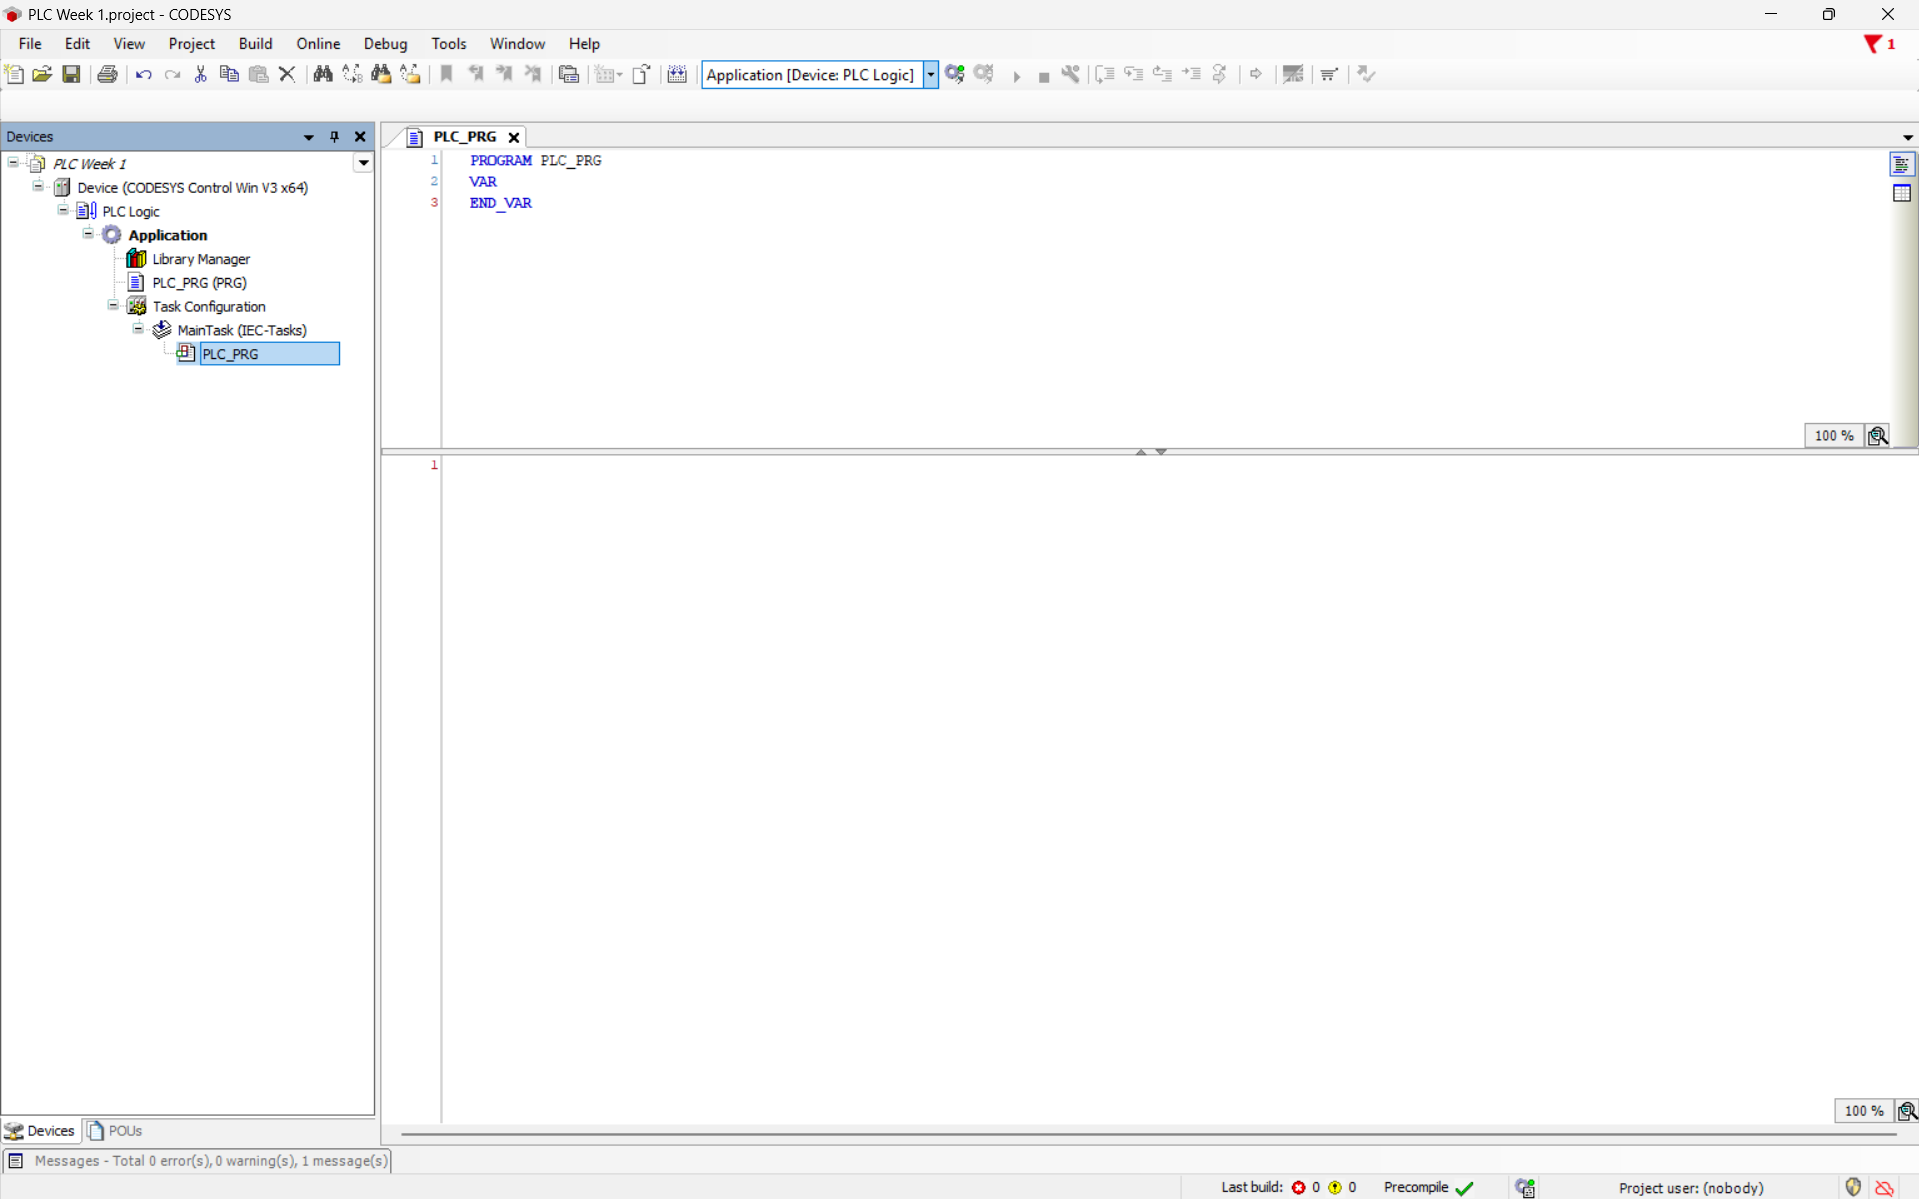 PLC Week 1.project - CODESYS
File Edit View Project Build Online Debug Tools Window Help
1
Application [Device: PLC Logic]
Devices
PLC Week 1
Device (CODESYS Control Win V3 x64)
PLC Logic
Application
Library Manager
PLC_PRG (PRG)
Task Configuration
MainTask (IEC-Tasks)
PLC_PRG
PLC_PRG
1 PROGRAM PLC_PRG
2 VAR
3 END_VAR
100 %
1
100 %
Devices POUs
Messages - Total 0 error(s), 0 warning(s), 1 message(s)
Last build: 0 0 Precompile Project user: (nobody)